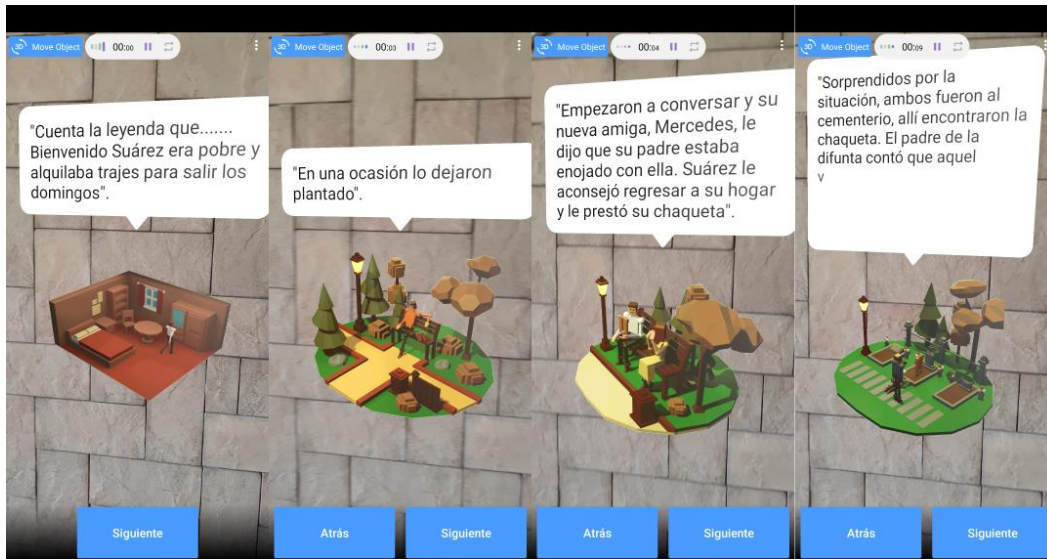 3D Move Object 00:00
"Cuenta la leyenda que.......
Bienvenido Suárez era pobre y
alquilaba trajes para salir los
domingos".
Siguiente
3D Move Object 00:03
"En una ocasión lo dejaron
plantado".
Atrás Siguiente
3D Move Object 00:04
"Empezaron a conversar y su
nueva amiga, Mercedes, le
dijo que su padre estaba
enojado con ella. Suárez le
aconsejó regresar a su hogar
y le prestó su chaqueta".
Atrás Siguiente
3D Move Object 00:09
"Sorprendidos por la
situación, ambos fueron al
cementerio, allí encontraron la
chaqueta. El padre de la
difunta contó que aquel
v
Atrás Siguiente